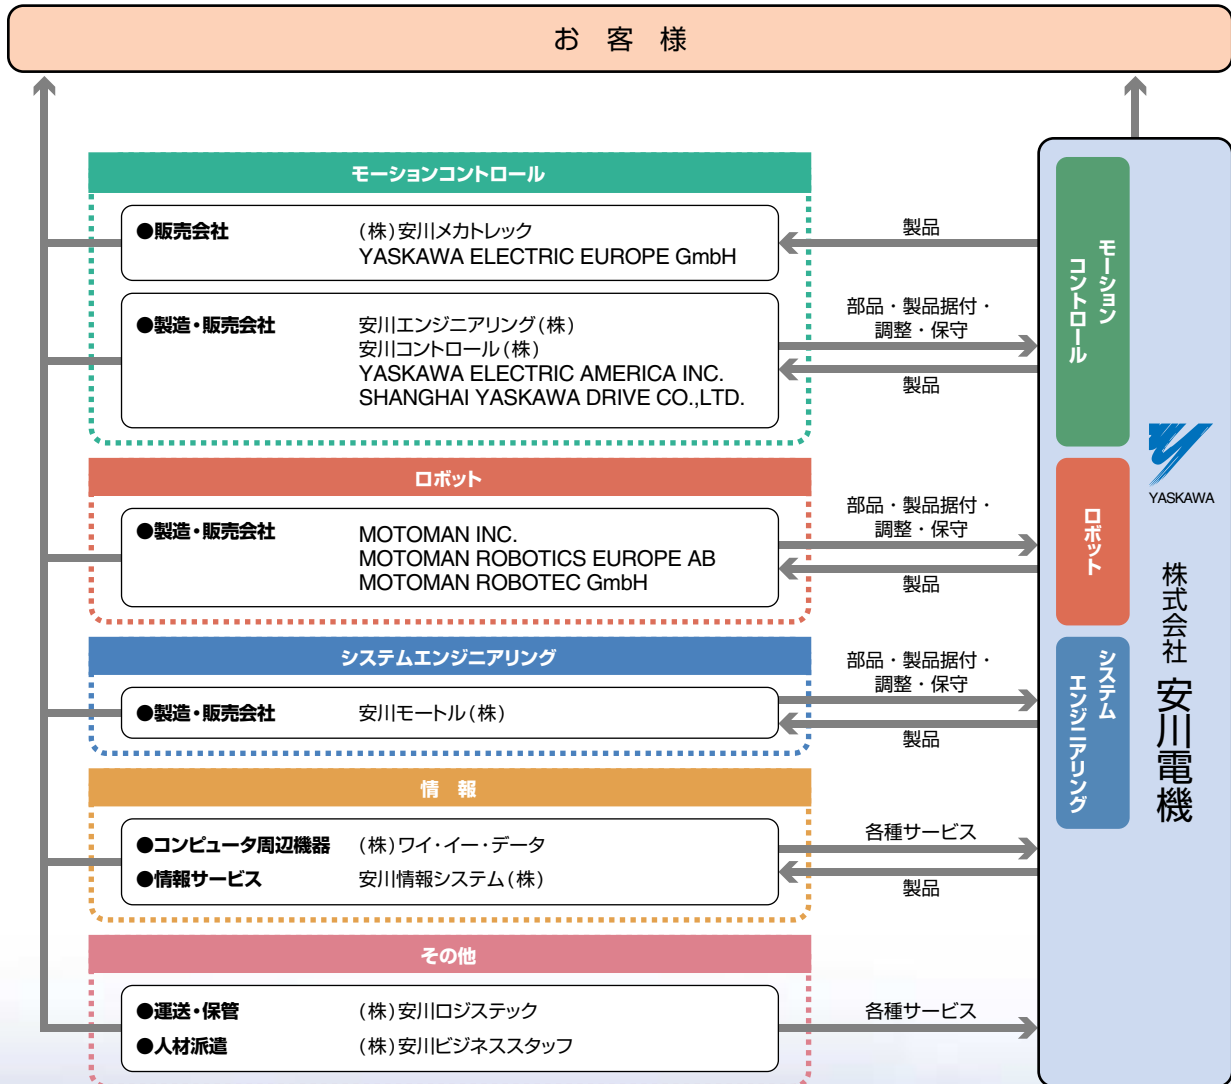 お客様
モーションコントロール
●販売会社 (株)安川メカトレック
YASKAWA ELECTRIC EUROPE GmbH
製品
●製造・販売会社 安川エンジニアリング(株)
安川コントロール(株)
YASKAWA ELECTRIC AMERICA INC.
SHANGHAI YASKAWA DRIVE CO.,LTD.
部品・製品据付・
調整・保守
製品
ロボット
●製造・販売会社 MOTOMAN INC.
MOTOMAN ROBOTICS EUROPE AB
MOTOMAN ROBOTEC GmbH
部品・製品据付・
調整・保守
製品
システムエンジニアリング
●製造・販売会社 安川モートル(株)
部品・製品据付・
調整・保守
製品
情報
●コンピュータ周辺機器 (株)ワイ・イー・データ
●情報サービス 安川情報システム(株)
各種サービス
製品
その他
●運送・保管 (株)安川ロジステック
●人材派遣 (株)安川ビジネススタッフ
各種サービス
モーション
コントロール
ロボット
システム
エンジニアリング
YASKAWA
株式会社 安川電機